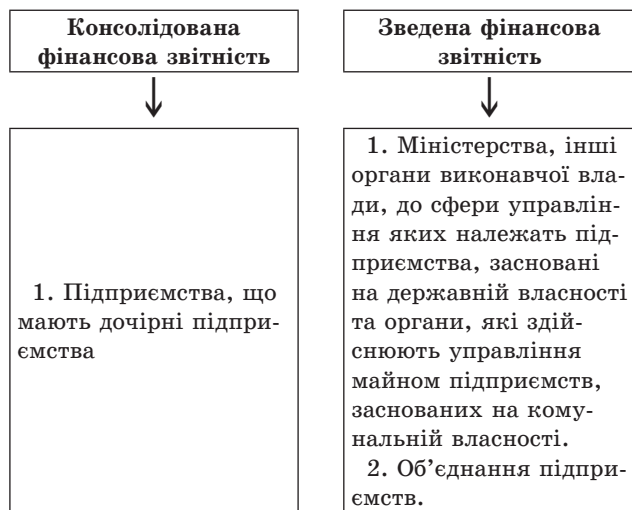 Консолідована
фінансова звітність
Зведена фінансова
звітність
1. Підприємства, що
мають дочірні підпри-
ємства
1. Міністерства, інші
органи виконавчої вла-
ди, до сфери управлін-
ня яких належать під-
приємства, засновані
на державній власності
та органи, які здій-
снюють управління
майном підприємств,
заснованих на кому-
нальній власності.
2. Об’єднання підпри-
ємств.